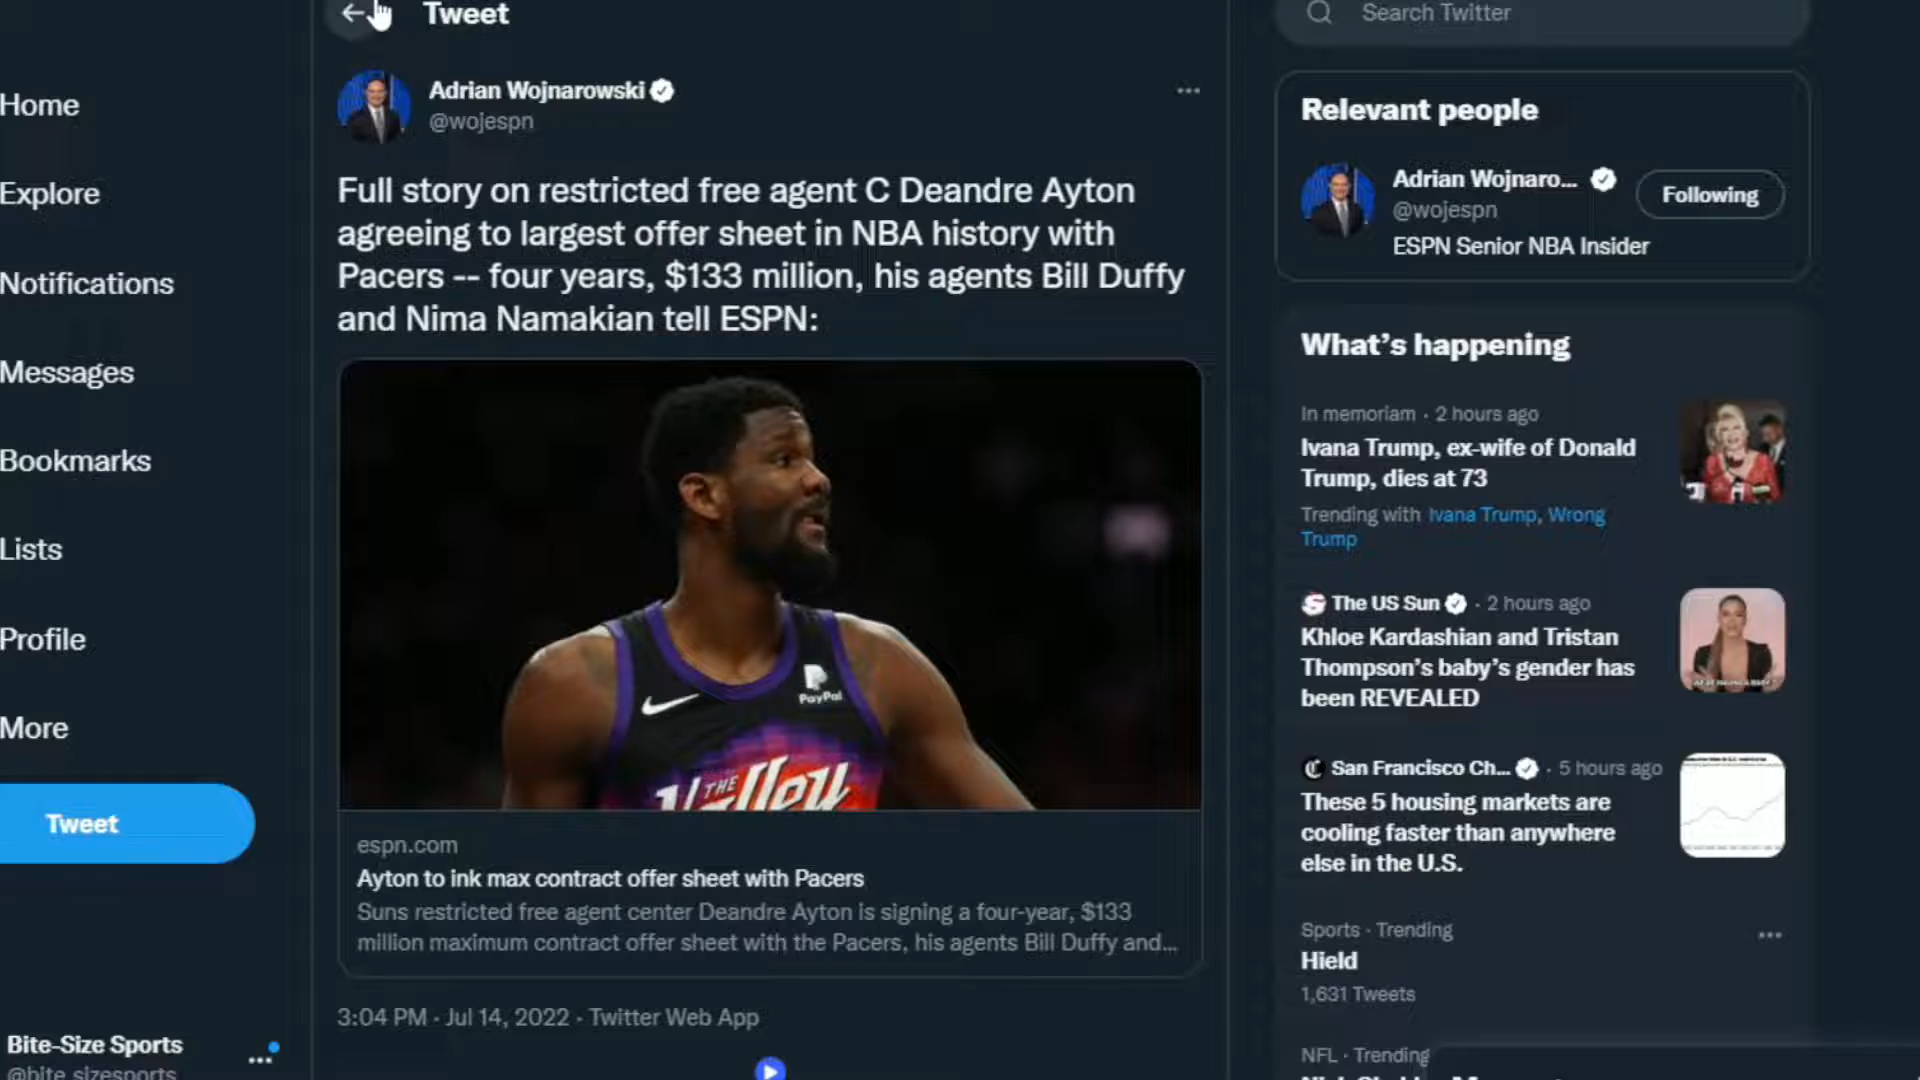 Tweet
Search Twitter
Home
Explore
Notifications
Messages
Bookmarks
Lists
Profile
More
Tweet
Bite-Size Sports
@bite_sizesports
Adrian Wojnarowski
@wojespn
Full story on restricted free agent C Deandre Ayton
agreeing to largest offer sheet in NBA history with
Pacers -- four years, $133 million, his agents Bill Duffy
and Nima Namakian tell ESPN:
PayPal
THE
Valley
espn.com
Ayton to ink max contract offer sheet with Pacers
Suns restricted free agent center Deandre Ayton is signing a four-year, $133
million maximum contract offer sheet with the Pacers, his agents Bill Duffy and...
3:04 PM · Jul 14, 2022 · Twitter Web App
Relevant people
Adrian Wojnaro...
@wojespn
Following
ESPN Senior NBA Insider
What's happening
In memoriam · 2 hours ago
Ivana Trump, ex-wife of Donald
Trump, dies at 73
Trending with Ivana Trump, Wrong
Trump
The US Sun · 2 hours ago
Khloe Kardashian and Tristan
Thompson's baby's gender has
been REVEALED
San Francisco Ch... · 5 hours ago
These 5 housing markets are
cooling faster than anywhere
else in the U.S.
Sports · Trending
Hield
1,631 Tweets
NFL · Trending